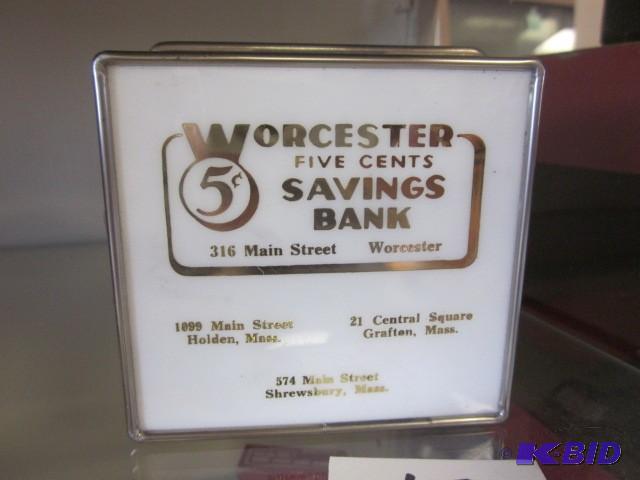 WORCESTER
FIVE CENTS
5¢
SAVINGS
BANK
316 Main Street Worcester
1099 Main Street
Holden, Mass.
21 Central Square
Grafton, Mass.
574 Main Street
Shrewsbury, Mass.
K-BID